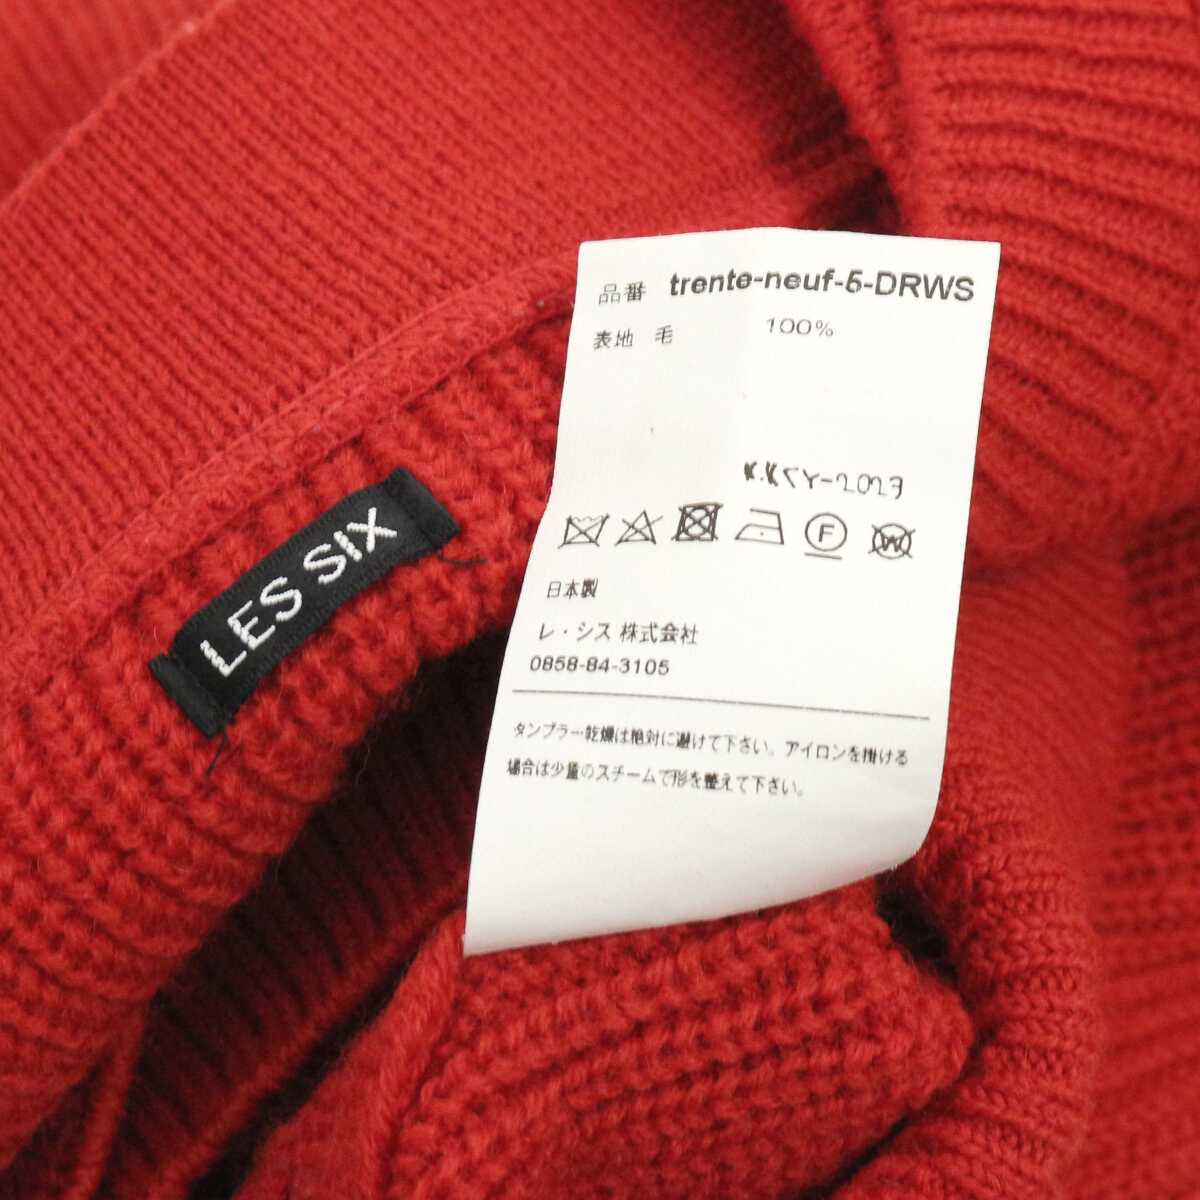 品番 trente-neuf-5-DRWS
表地 毛 100%
F W
日本製
レ・シス 株式会社
0858-84-3105
タンブラー乾燥は絶対に避けて下さい。アイロンを掛ける
場合は少量のスチームで形を整えて下さい。
LES SIX